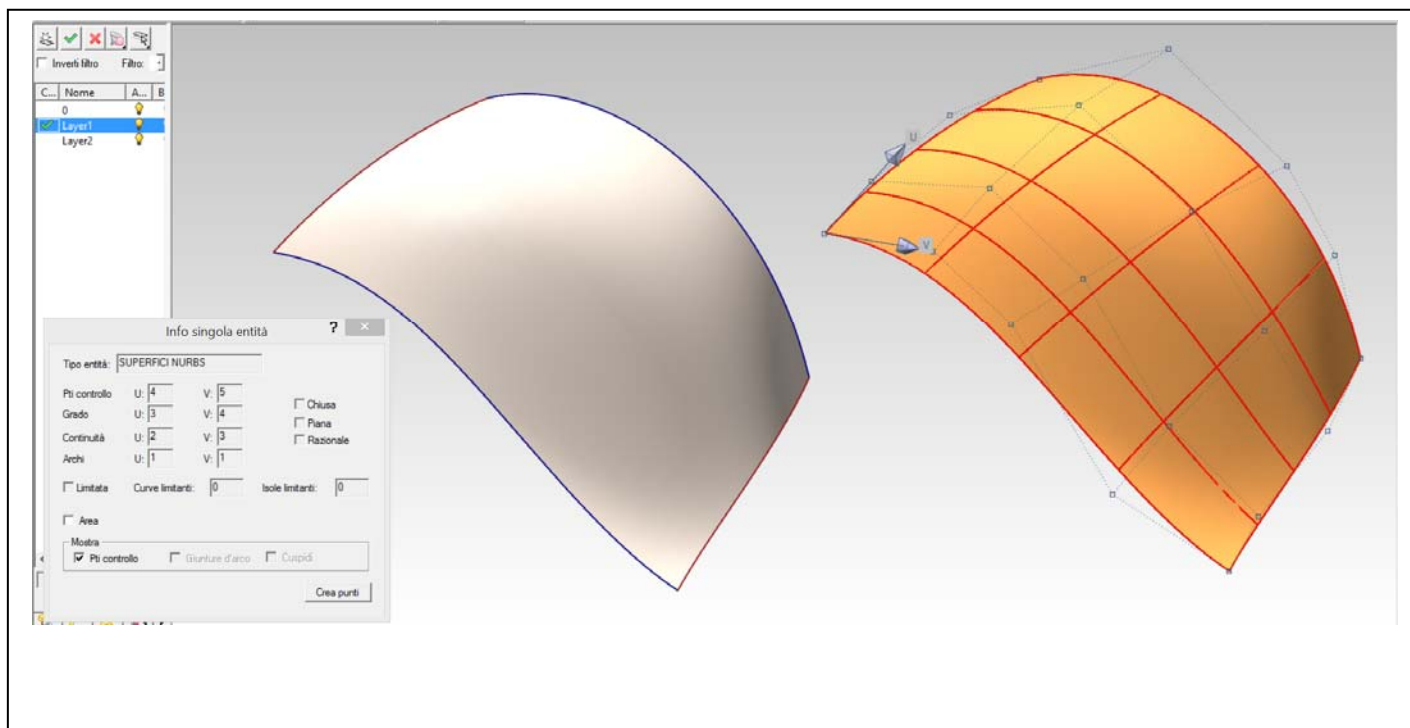 Inverti filtro Filtro:
C... Nome A... B
0
Layer1
Layer2
Info singola entità ? ×
Tipo entità: SUPERFICI NURBS
Pti controllo U: 4 V: 5
Grado U: 3 V: 4
Continuità U: 2 V: 3
Archi U: 1 V: 1
Chiusa
Piana
Razionale
Limitata Curve limitanti: 0 Isole limitanti: 0
Area
Mostra
Pti controllo Giunture d'arco Cuspidi
Crea punti
U
V